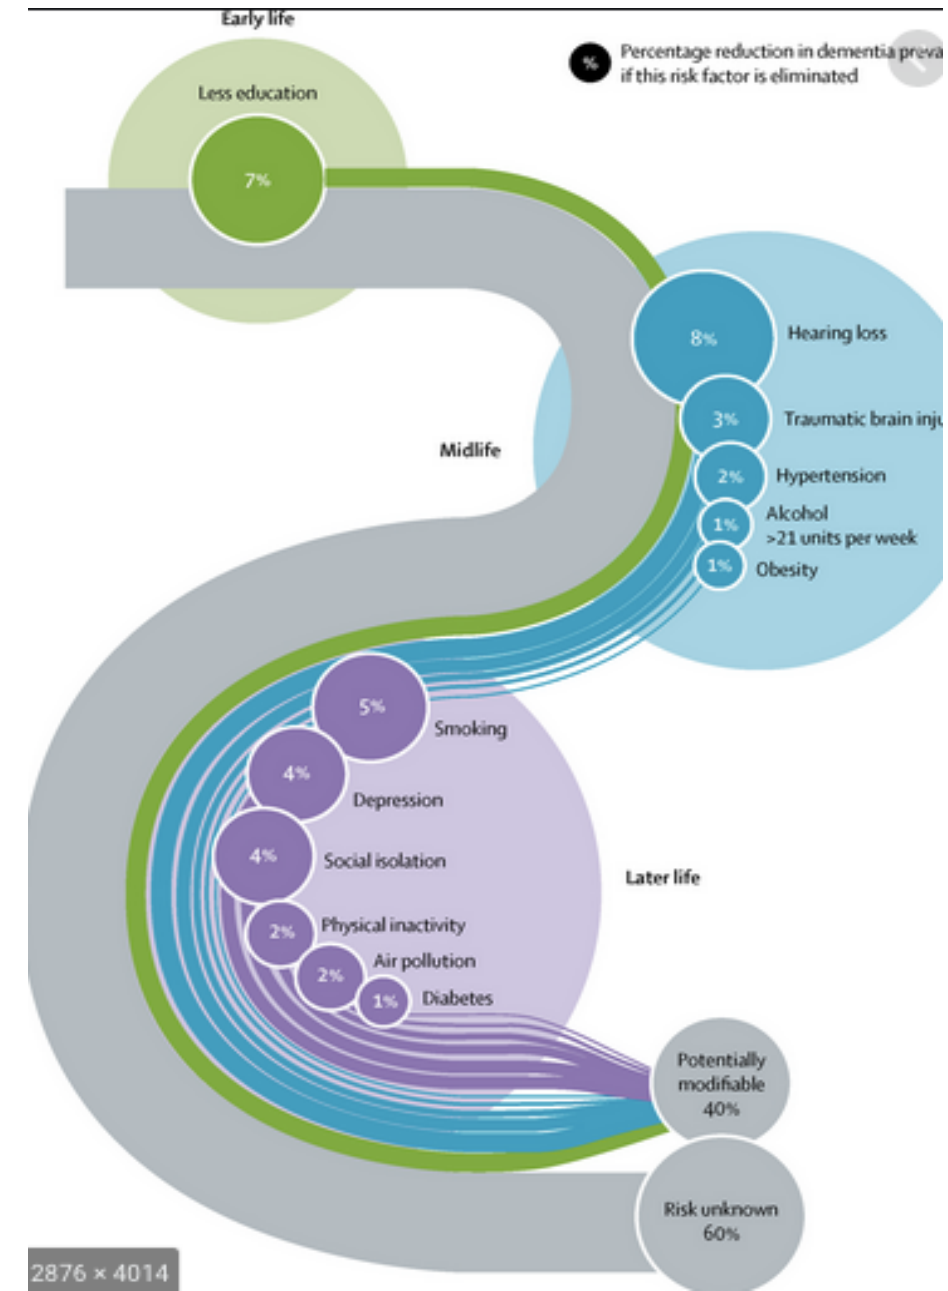 Early life
Less education
7%
%
Percentage reduction in dementia preva
if this risk factor is eliminated
8%
Hearing loss
3%
Traumatic brain inju
Midlife
2%
Hypertension
1%
Alcohol
>21 units per week
1%
Obesity
5%
Smoking
4%
Depression
4%
Social isolation
Later life
2%
Physical inactivity
2%
Air pollution
1%
Diabetes
Potentially
modifiable
40%
Risk unknown
60%
2876 × 4014